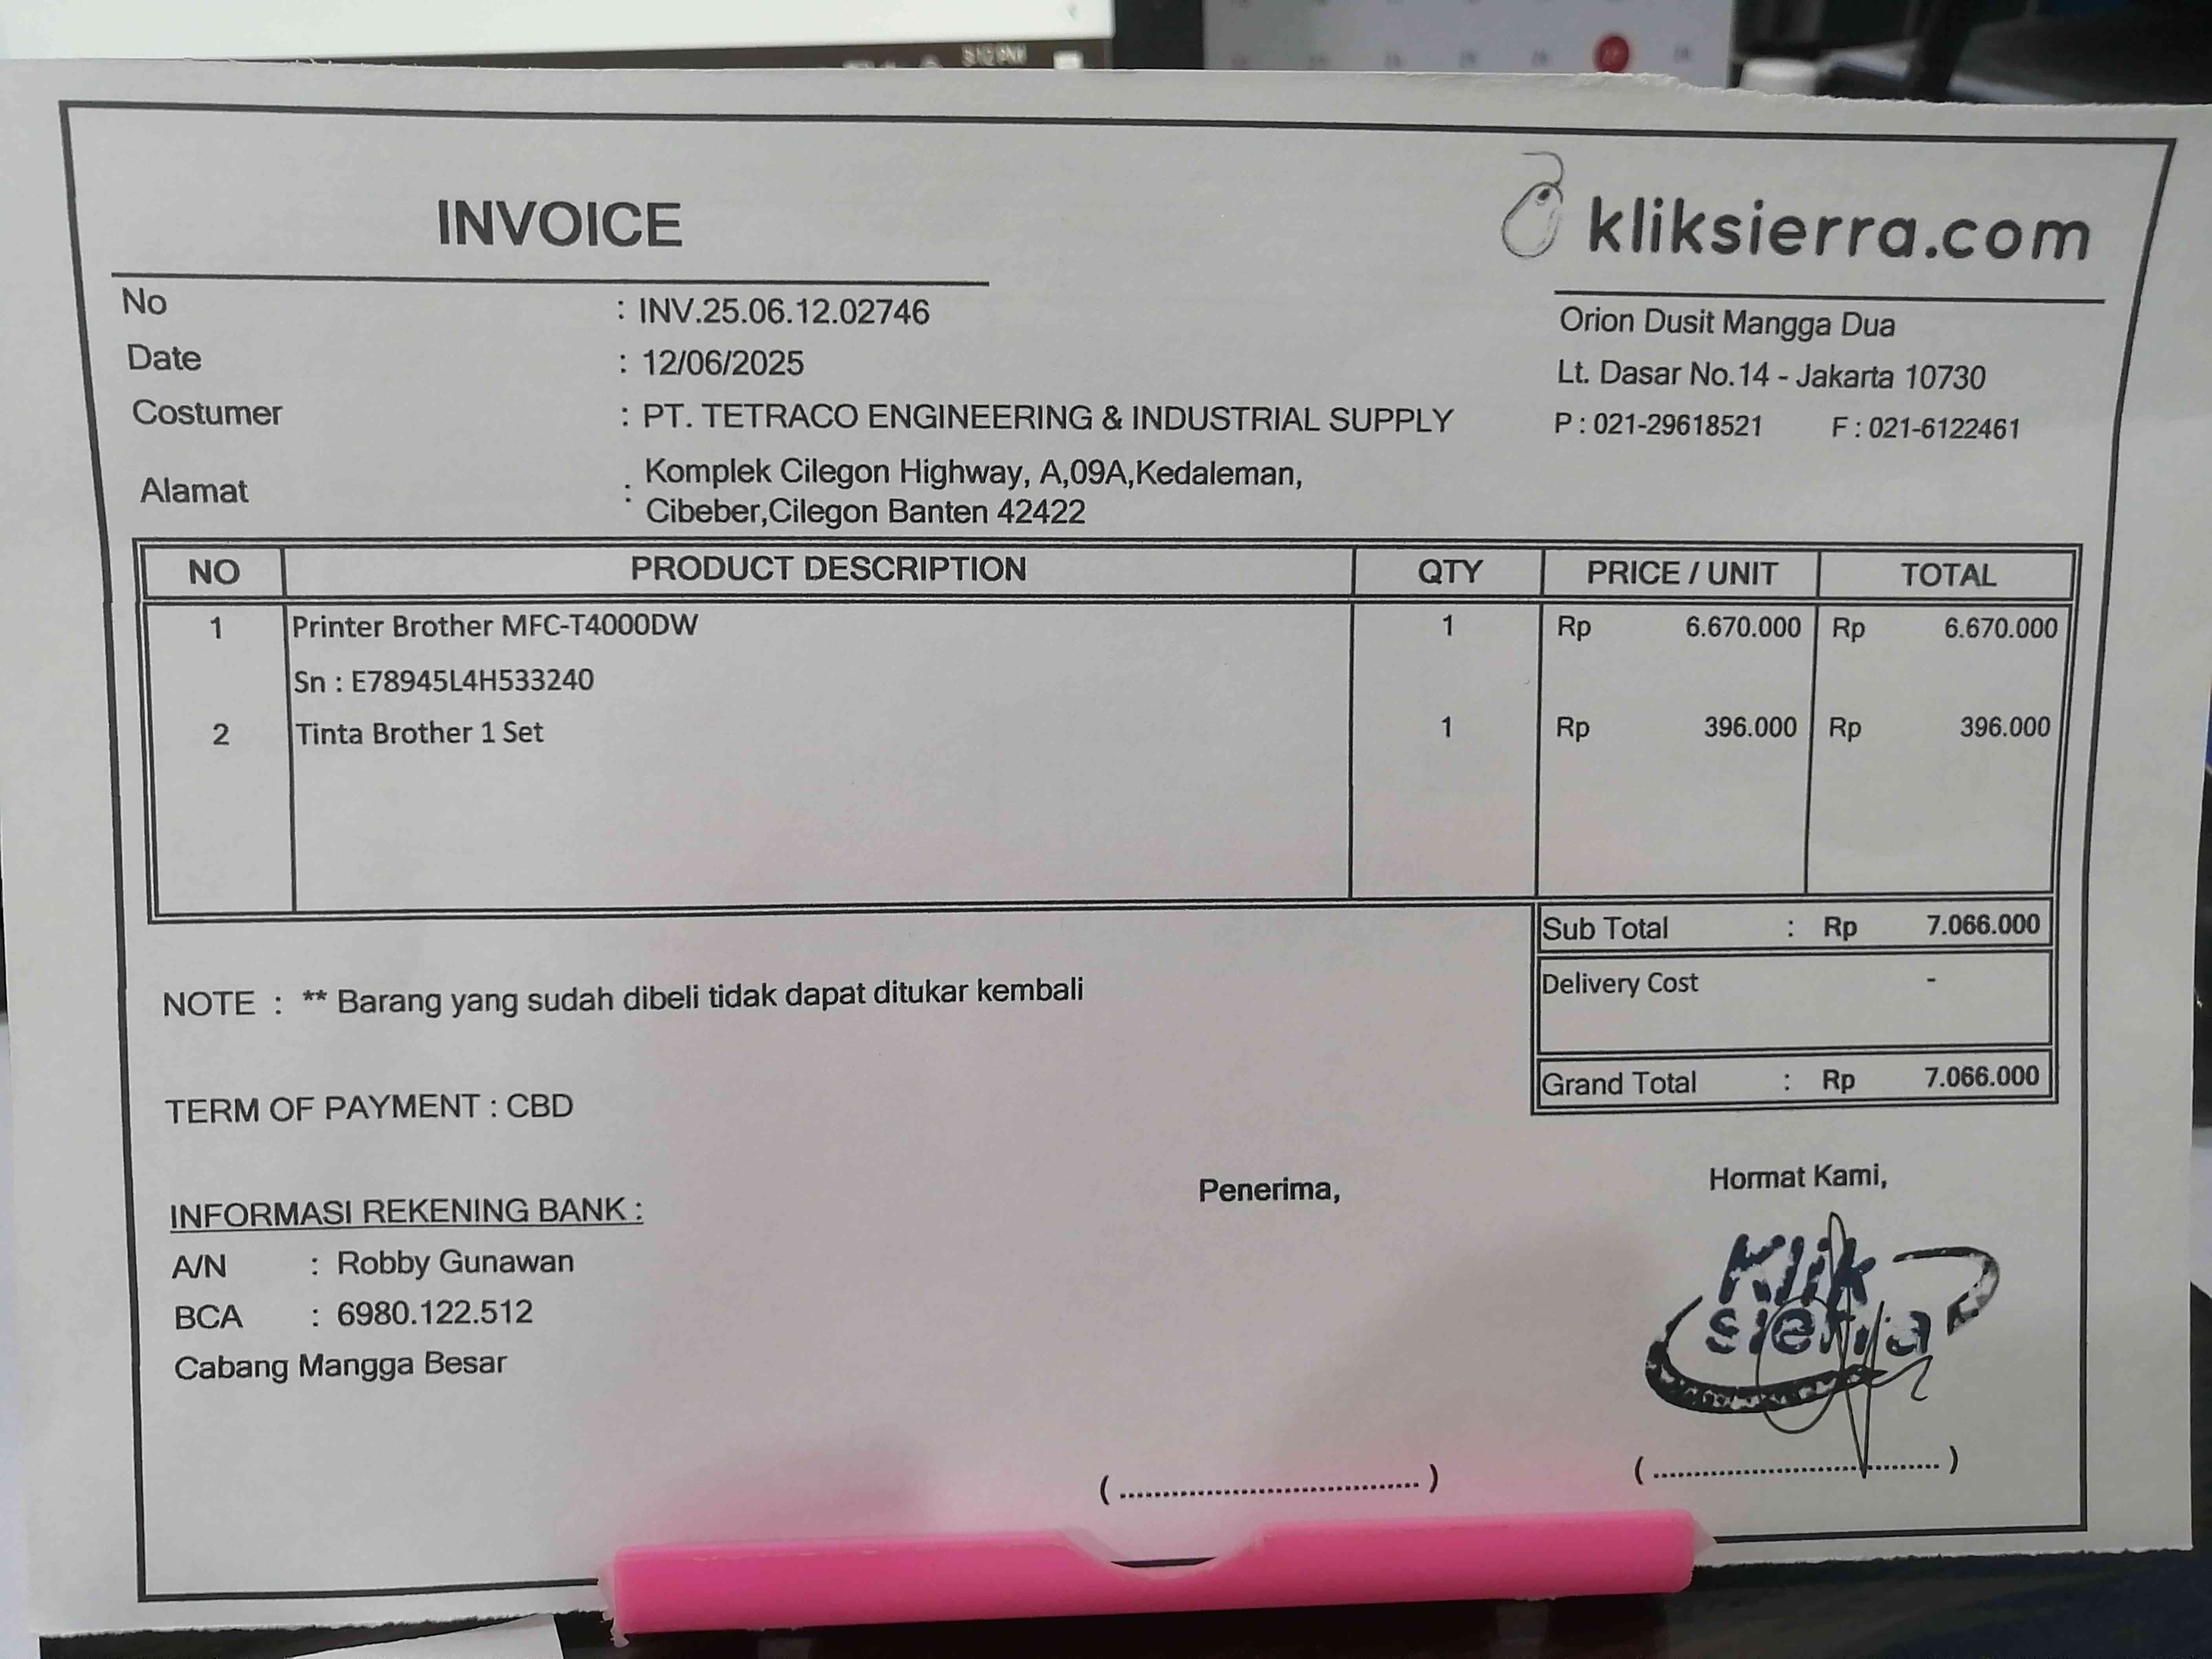 INVOICE
kliksierra.com
Orion Dusit Mangga Dua
Lt. Dasar No.14 - Jakarta 10730
P : 021-29618521 F : 021-6122461
No : INV.25.06.12.02746
Date : 12/06/2025
Costumer : PT. TETRACO ENGINEERING & INDUSTRIAL SUPPLY
Alamat : Komplek Cilegon Highway, A,09A,Kedaleman,
Cibeber,Cilegon Banten 42422
NO PRODUCT DESCRIPTION QTY PRICE / UNIT TOTAL
1 Printer Brother MFC-T4000DW 1 Rp 6.670.000 Rp 6.670.000
Sn : E78945L4H533240
2 Tinta Brother 1 Set 1 Rp 396.000 Rp 396.000
Sub Total : Rp 7.066.000
Delivery Cost -
Grand Total : Rp 7.066.000
NOTE : ** Barang yang sudah dibeli tidak dapat ditukar kembali
TERM OF PAYMENT : CBD
INFORMASI REKENING BANK :
A/N : Robby Gunawan
BCA : 6980.122.512
Cabang Mangga Besar
Penerima,
( ........................................ )
Hormat Kami,
Klik
sierra
( ........................................ )